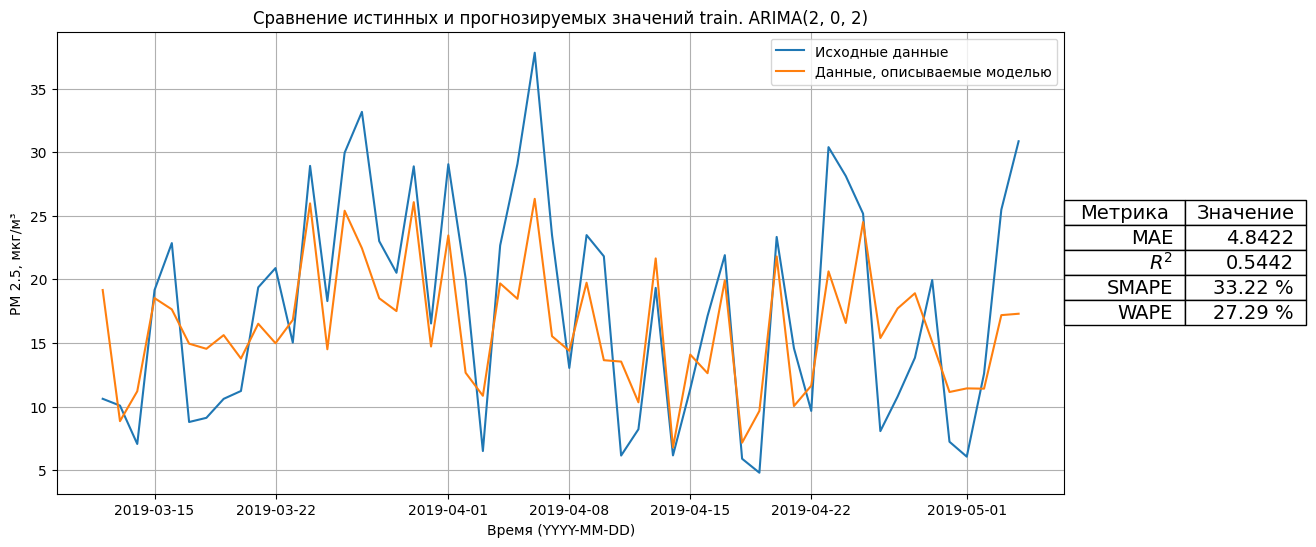 Сравнение истинных и прогнозируемых значений train. ARIMA(2, 0, 2)
Исходные данные
Данные, описываемые моделью
PM 2.5, мкг/м³
35
30
25
20
15
10
5
2019-03-15
2019-03-22
2019-04-01
2019-04-08
2019-04-15
2019-04-22
2019-05-01
Время (YYYY-MM-DD)
Метрика Значение
MAE 4.8422
R² 0.5442
SMAPE 33.22 %
WAPE 27.29 %